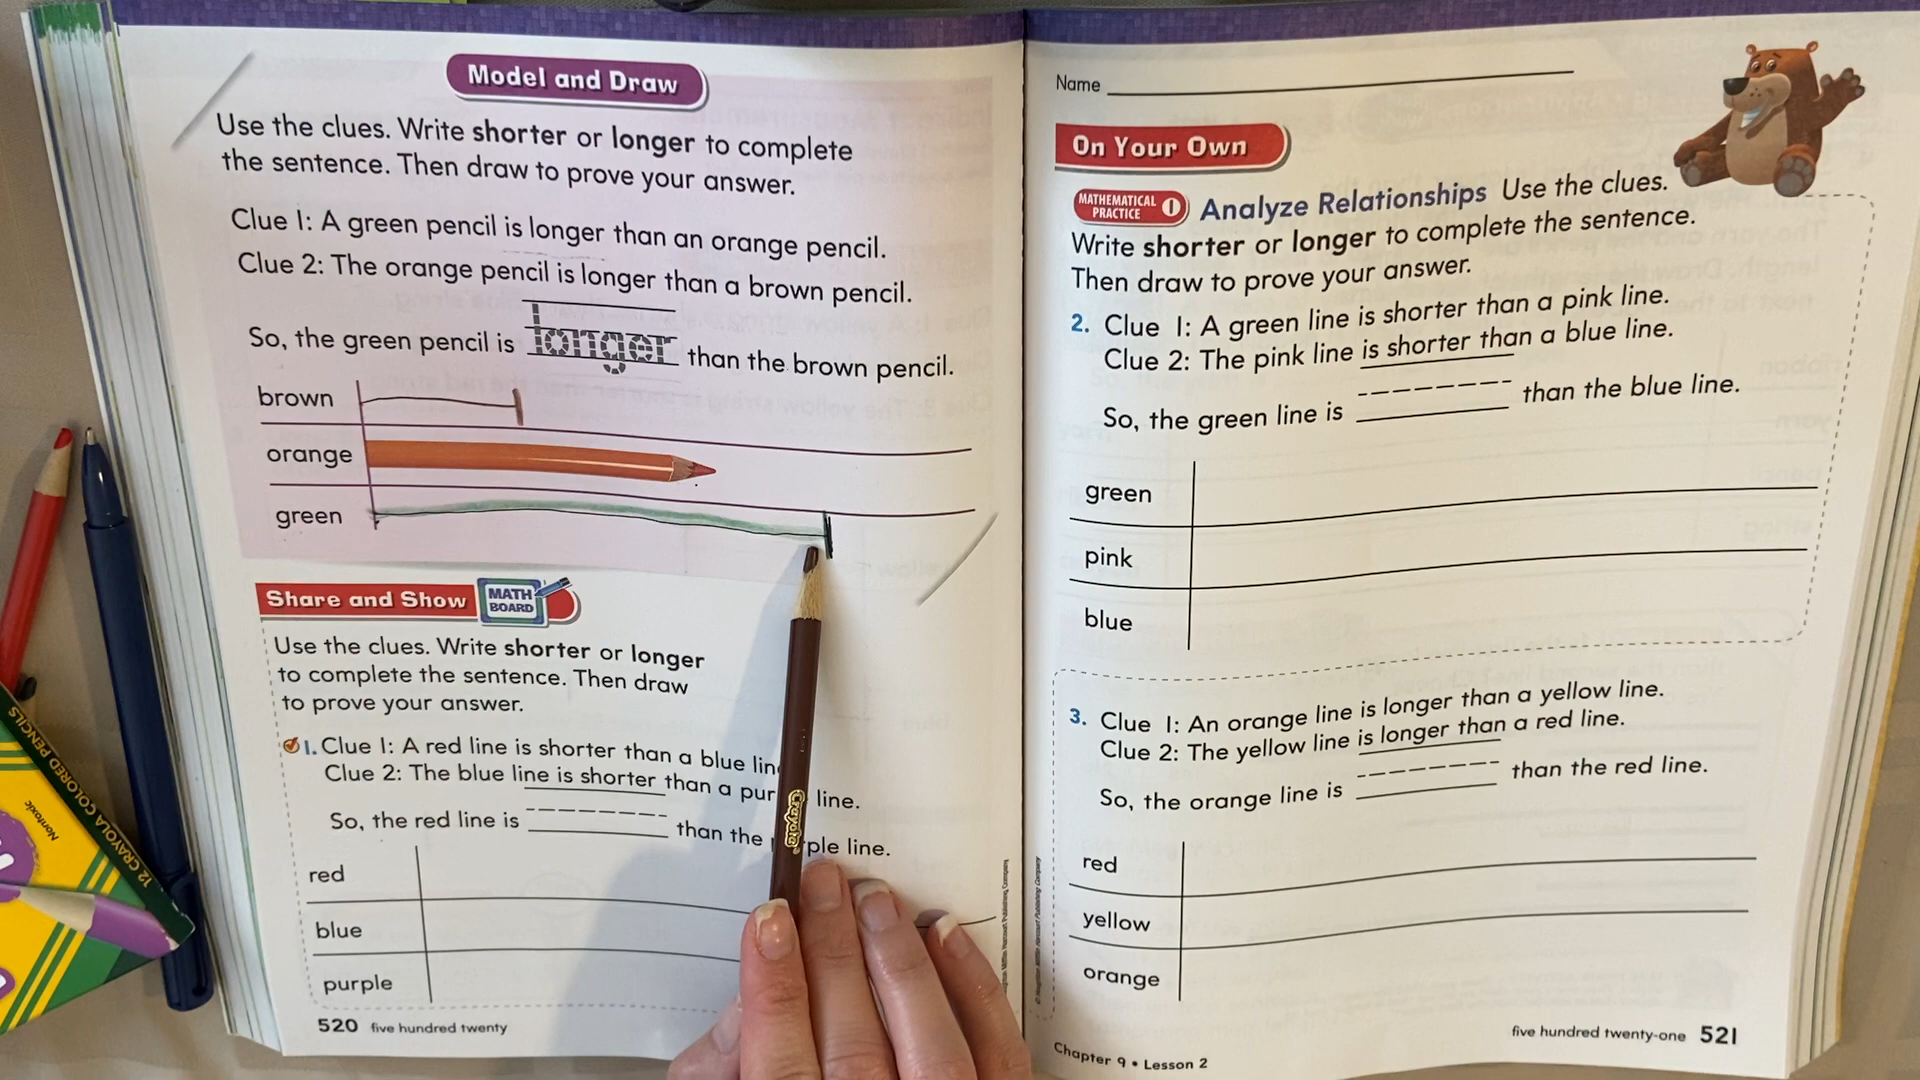 Model and Draw
Use the clues. Write shorter or longer to complete
the sentence. Then draw to prove your answer.
Clue 1: A green pencil is longer than an orange pencil.
Clue 2: The orange pencil is longer than a brown pencil.
So, the green pencil is longer than the brown pencil.
brown
orange
green
Share and Show MATH BOARD
Use the clues. Write shorter or longer
to complete the sentence. Then draw
to prove your answer.
1. Clue 1: A red line is shorter than a blue
Clue 2: The blue line is shorter than a line.
So, the red line is than the line.
red
blue
purple
520 five hundred twenty
Name
On Your Own
MATHEMATICAL PRACTICE 1 Analyze Relationships Use the clues.
Write shorter or longer to complete the sentence.
Then draw to prove your answer.
2. Clue 1: A green line is shorter than a pink line.
Clue 2: The pink line is shorter than a blue line.
So, the green line is than the blue line.
green
pink
blue
3. Clue 1: An orange line is longer than a yellow line.
Clue 2: The yellow line is longer than a red line.
So, the orange line is than the red line.
red
yellow
orange
Chapter 9 • Lesson 2
five hundred twenty-one 521
Crayola
12 CRAYOLA COLORED PENCILS
Nontoxic